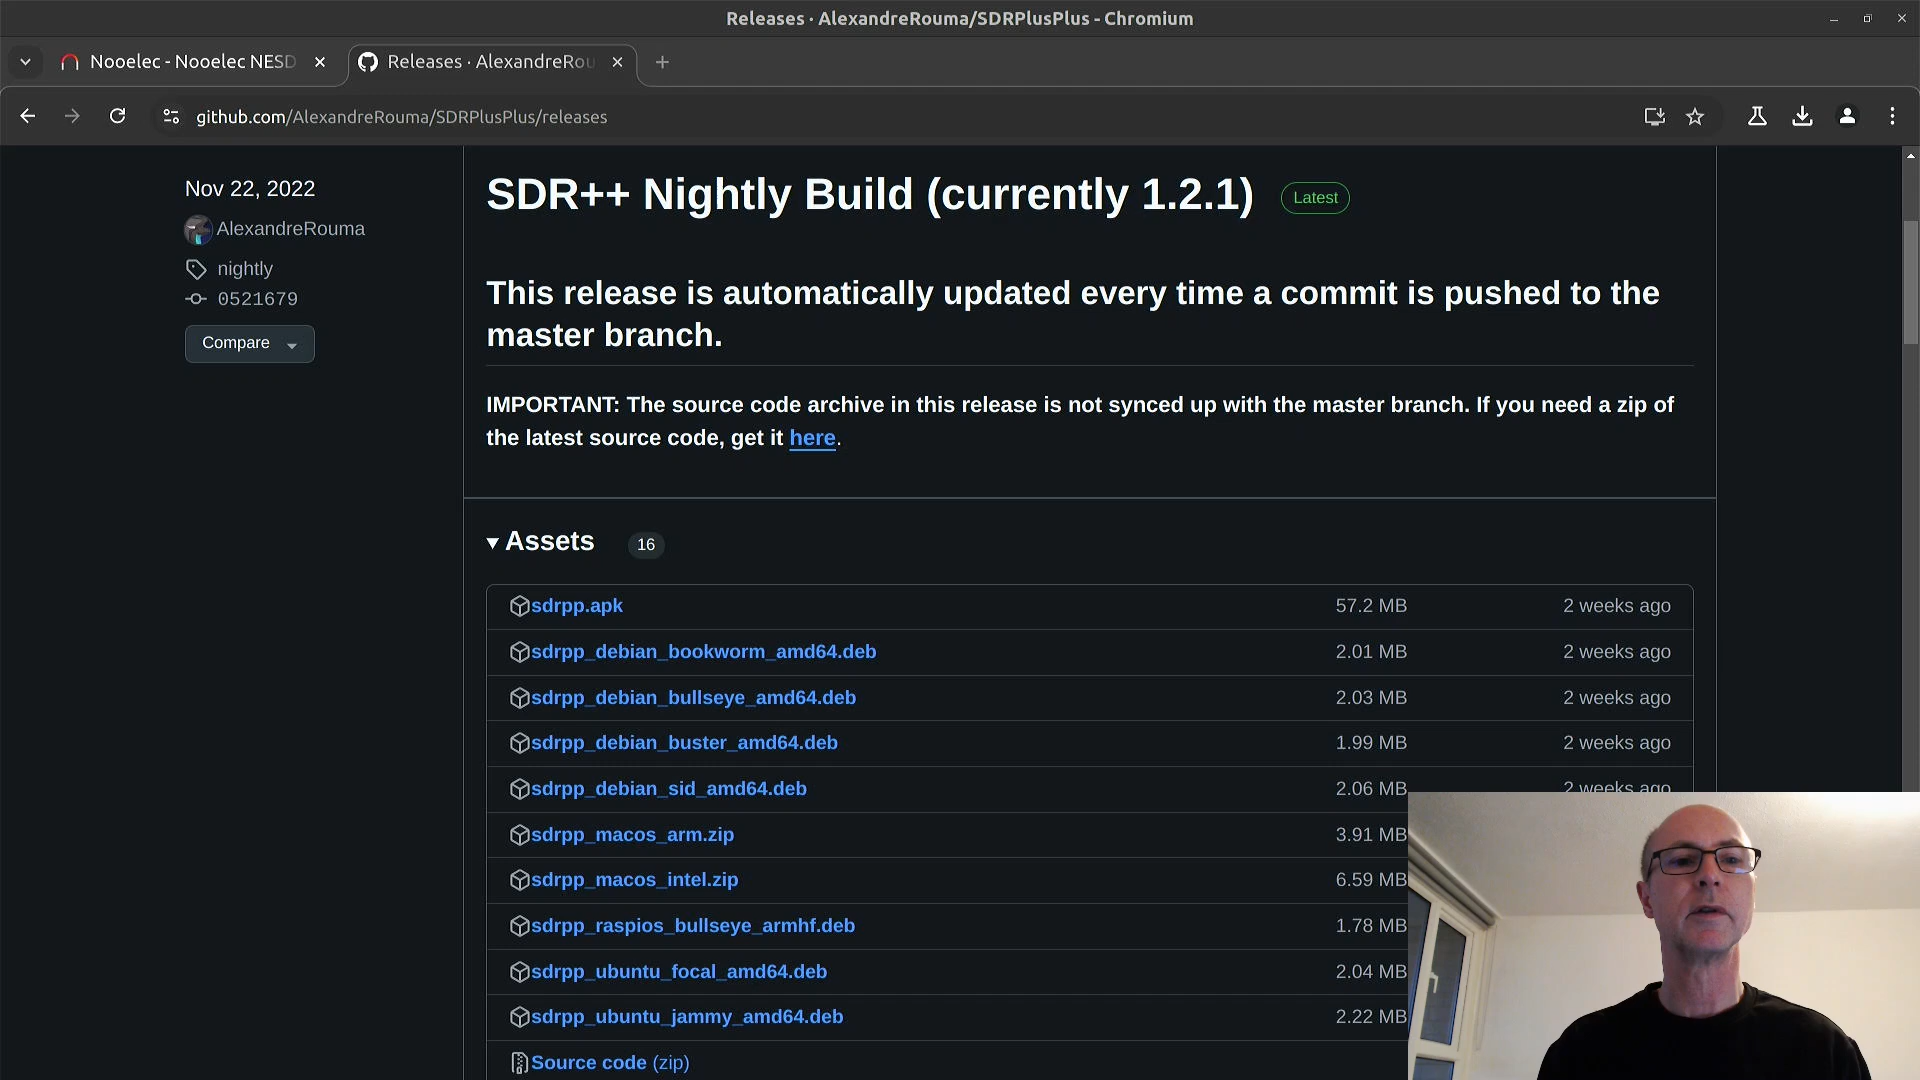 Releases · AlexandreRouma/SDRPlusPlus - Chromium
Nooelec - Nooelec NESD
Releases · AlexandreRou
github.com/AlexandreRouma/SDRPlusPlus/releases
Nov 22, 2022
AlexandreRouma
nightly
0521679
Compare
SDR++ Nightly Build (currently 1.2.1) Latest
This release is automatically updated every time a commit is pushed to the
master branch.
IMPORTANT: The source code archive in this release is not synced up with the master branch. If you need a zip of
the latest source code, get it here.
Assets 16
sdrpp.apk 57.2 MB 2 weeks ago
sdrpp_debian_bookworm_amd64.deb 2.01 MB 2 weeks ago
sdrpp_debian_bullseye_amd64.deb 2.03 MB 2 weeks ago
sdrpp_debian_buster_amd64.deb 1.99 MB 2 weeks ago
sdrpp_debian_sid_amd64.deb 2.06 MB 2 weeks ago
sdrpp_macos_arm.zip 3.91 MB
sdrpp_macos_intel.zip 6.59 MB
sdrpp_raspios_bullseye_armhf.deb 1.78 MB
sdrpp_ubuntu_focal_amd64.deb 2.04 MB
sdrpp_ubuntu_jammy_amd64.deb 2.22 MB
Source code (zip)